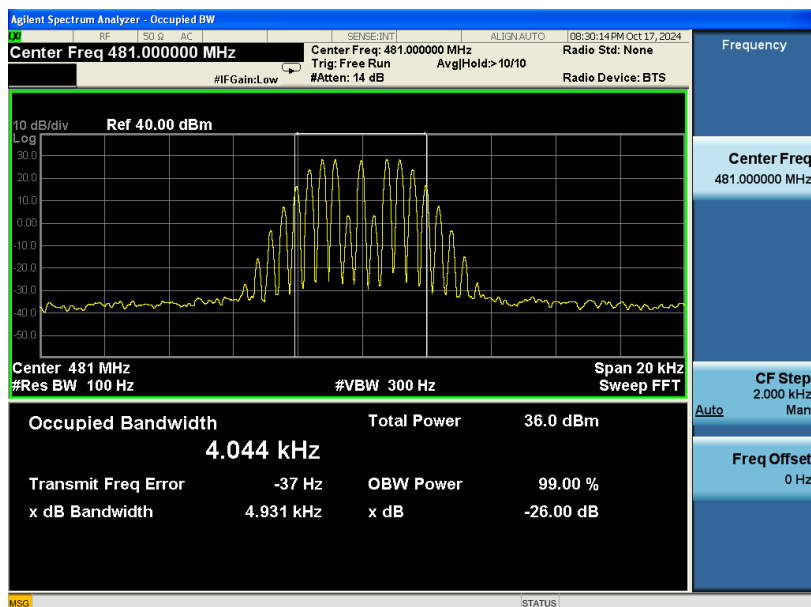 Agilent Spectrum Analyzer - Occupied BW
LXI RF 50 Ω AC SENSE:INT ALIGN AUTO 08:30:14 PM Oct 17, 2024
Center Freq 481.000000 MHz
Center Freq: 481.000000 MHz
Radio Std: None
Trig: Free Run Avg|Hold:>10/10
#IFGain:Low
#Atten: 14 dB
Radio Device: BTS
Frequency
10 dB/div Ref 40.00 dBm
Log
30.0
20.0
10.0
0.00
-10.0
-20.0
-30.0
-40.0
-50.0
Center 481 MHz Span 20 kHz
#Res BW 100 Hz #VBW 300 Hz Sweep FFT
Occupied Bandwidth Total Power 36.0 dBm
4.044 kHz
Transmit Freq Error -37 Hz OBW Power 99.00 %
x dB Bandwidth 4.931 kHz x dB -26.00 dB
Center Freq
481.000000 MHz
CF Step
2.000 kHz
Auto Man
Freq Offset
0 Hz
MSG STATUS